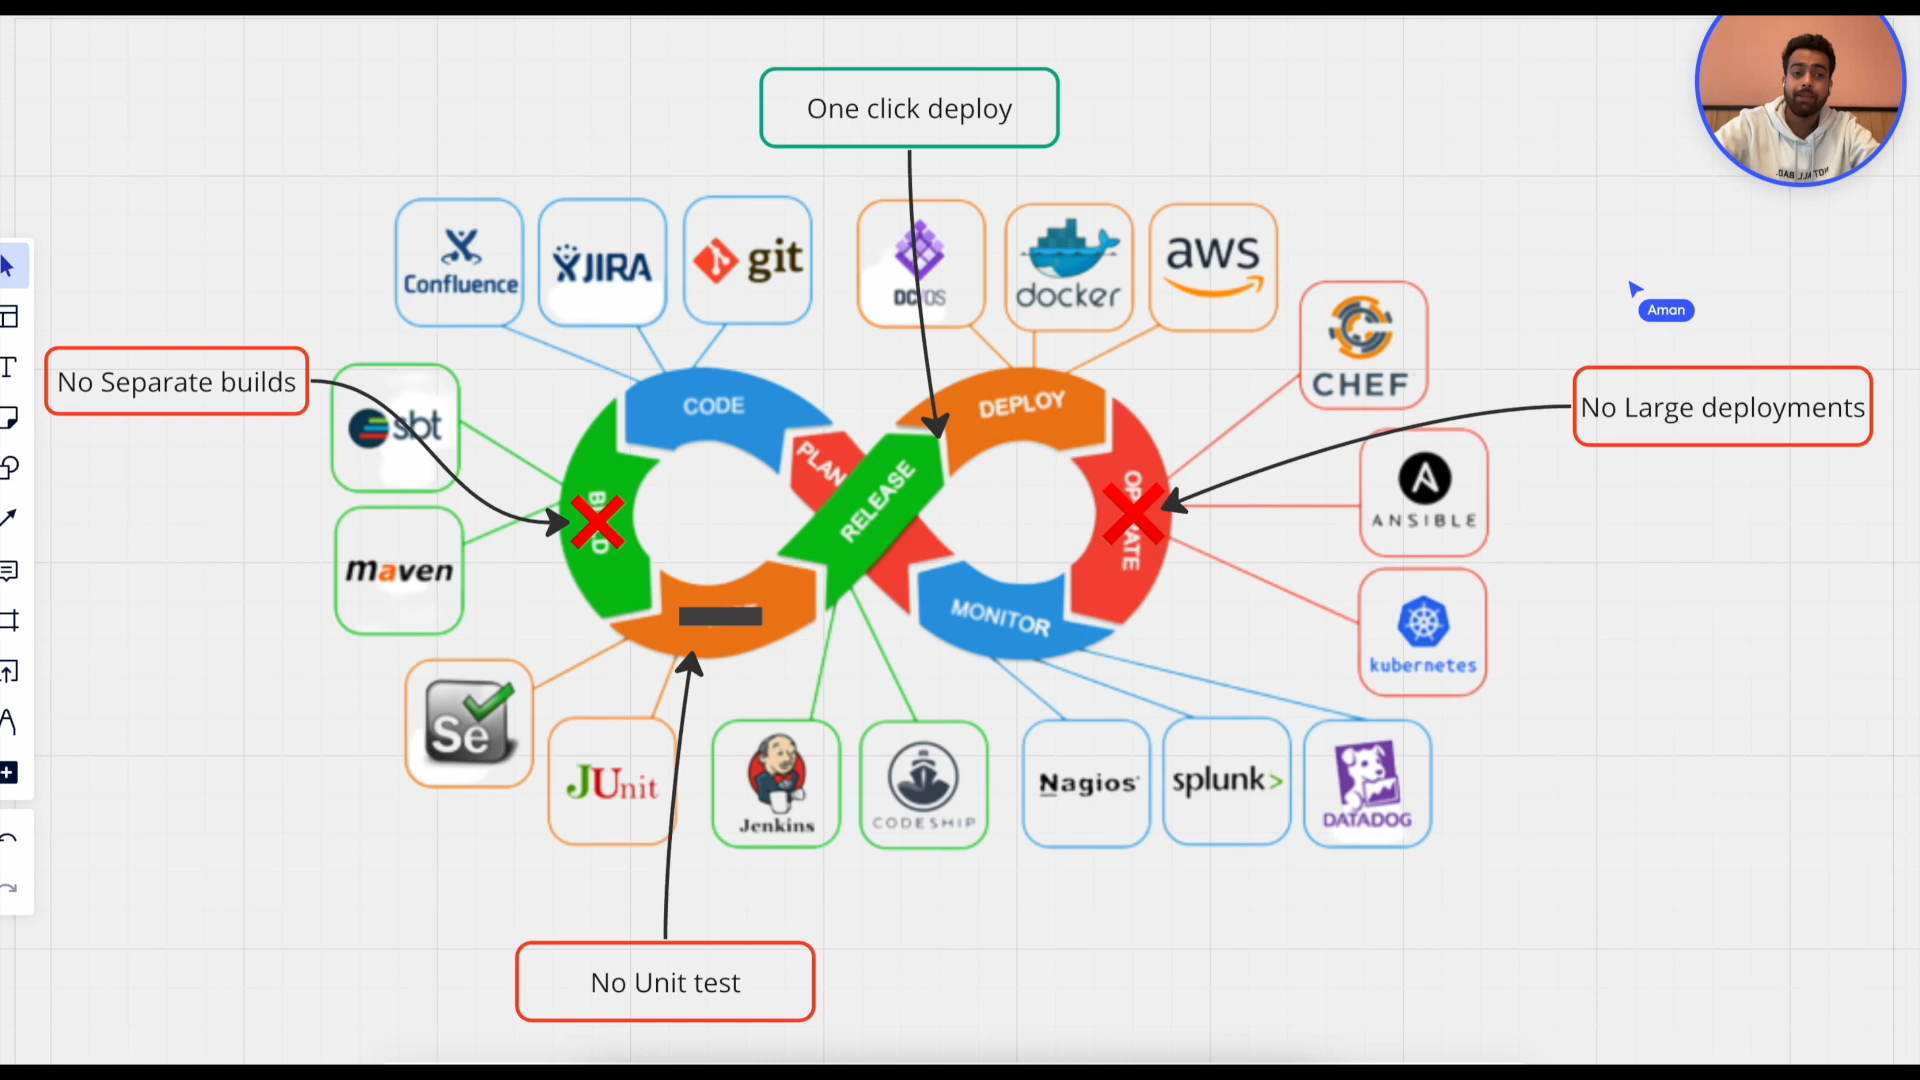 One click deploy
Confluence
JIRA
git
DC/OS
docker
aws
CHEF
Aman
No Separate builds
sbt
CODE
DEPLOY
No Large deployments
PLAN
RELEASE
ANSIBLE
maven
MONITOR
kubernetes
Se
JUnit
Jenkins
CODESHIP
Nagios
splunk>
DATADOG
No Unit test